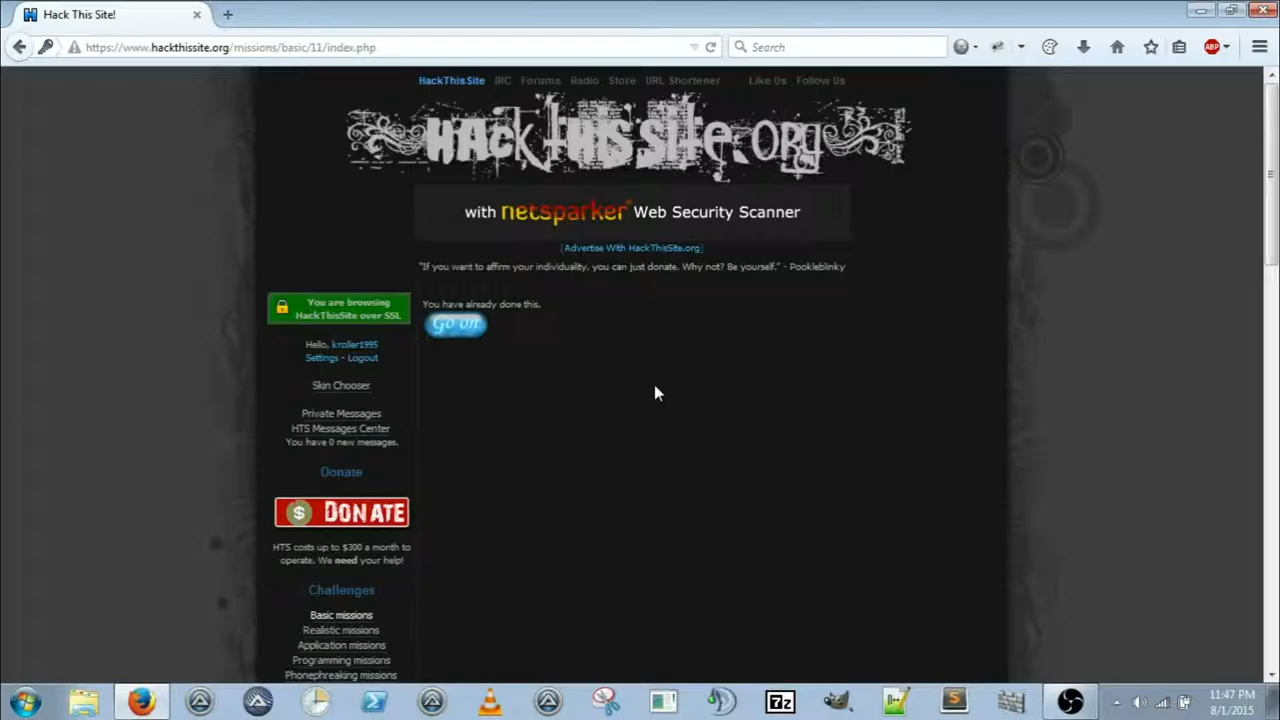 Hack This Site!
https://www.hackthissite.org/missions/basic/11/index.php
Search
ABP
HackThisSite IRC Forums Radio Store URL Shortener Like Us Follow Us
HACK THIS SITE.ORG
with netsparker Web Security Scanner
[Advertise With HackThisSite.org]
"If you want to affirm your individuality, you can just donate. Why not? Be yourself." - Pookleblinky
You are browsing
HackThisSite over SSL
You have already done this.
Go on
Hello, kroller1995
Settings - Logout
Skin Chooser
Private Messages
HTS Messages Center
You have 0 new messages.
Donate
$ DONATE
HTS costs up to $300 a month to
operate. We need your help!
Challenges
Basic missions
Realistic missions
Application missions
Programming missions
Phonephreaking missions
7z
S
11:47 PM
8/1/2015